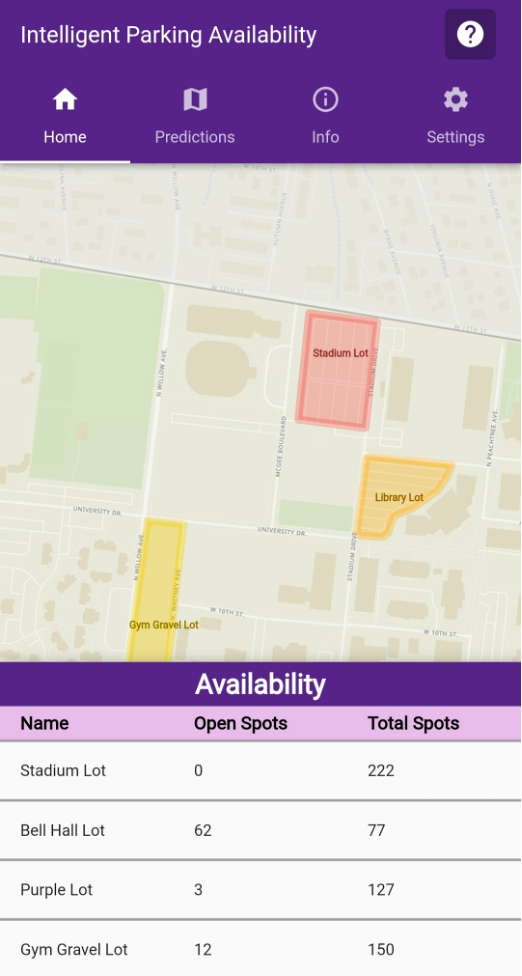 Intelligent Parking Availability
Home Predictions Info Settings
W 12TH ST.
W 12TH ST.
Stadium Lot
STADIUM DRIVE
N WILLOW AVE.
MCGEE BOULEVARD
N PEACHTREE AVE
Library Lot
UNIVERSITY DR.
UNIVERSITY DR.
N WILLOW AVE.
STADIUM DRIVE
N. WHITNEY AVE
W 10TH ST.
Gym Gravel Lot
W 10TH ST.
Availability
Name Open Spots Total Spots
Stadium Lot 0 222
Bell Hall Lot 62 77
Purple Lot 3 127
Gym Gravel Lot 12 150